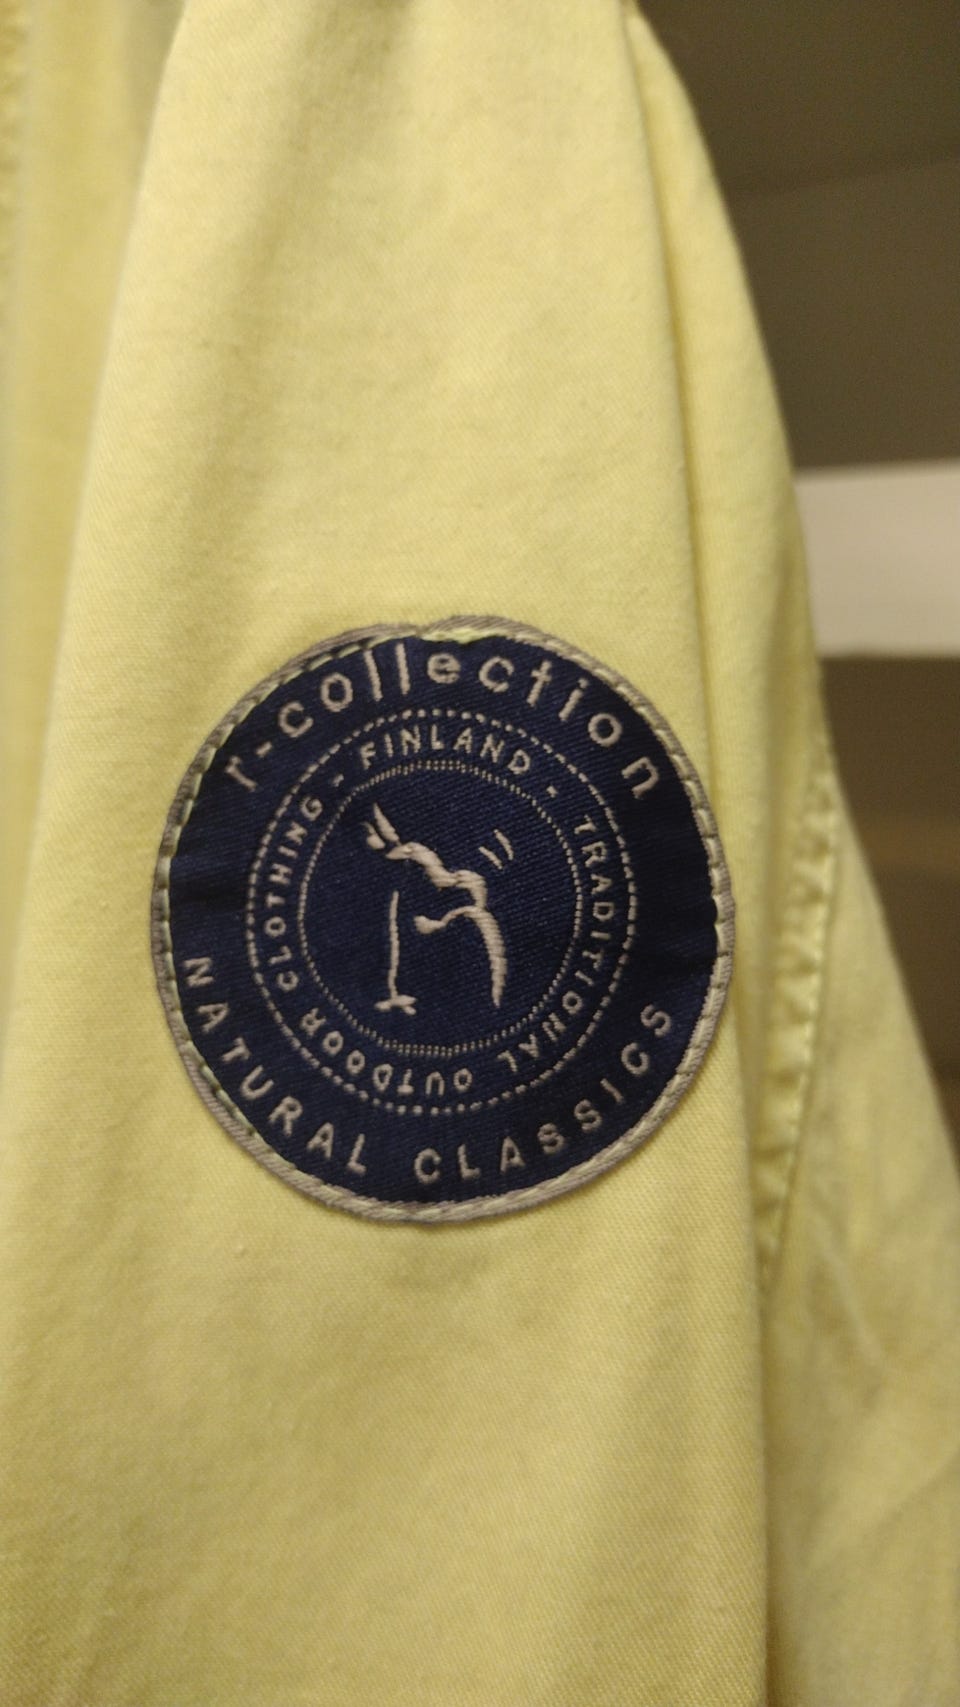 r-collection
- FINLAND - TRADITIONAL OUTDOOR CLOTHING
NATURAL CLASSICS